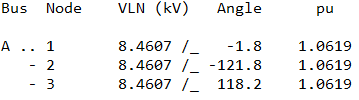 Bus Node VLN (kV) Angle pu
A .. 1 8.4607 /_ -1.8 1.0619
- 2 8.4607 /_ -121.8 1.0619
- 3 8.4607 /_ 118.2 1.0619